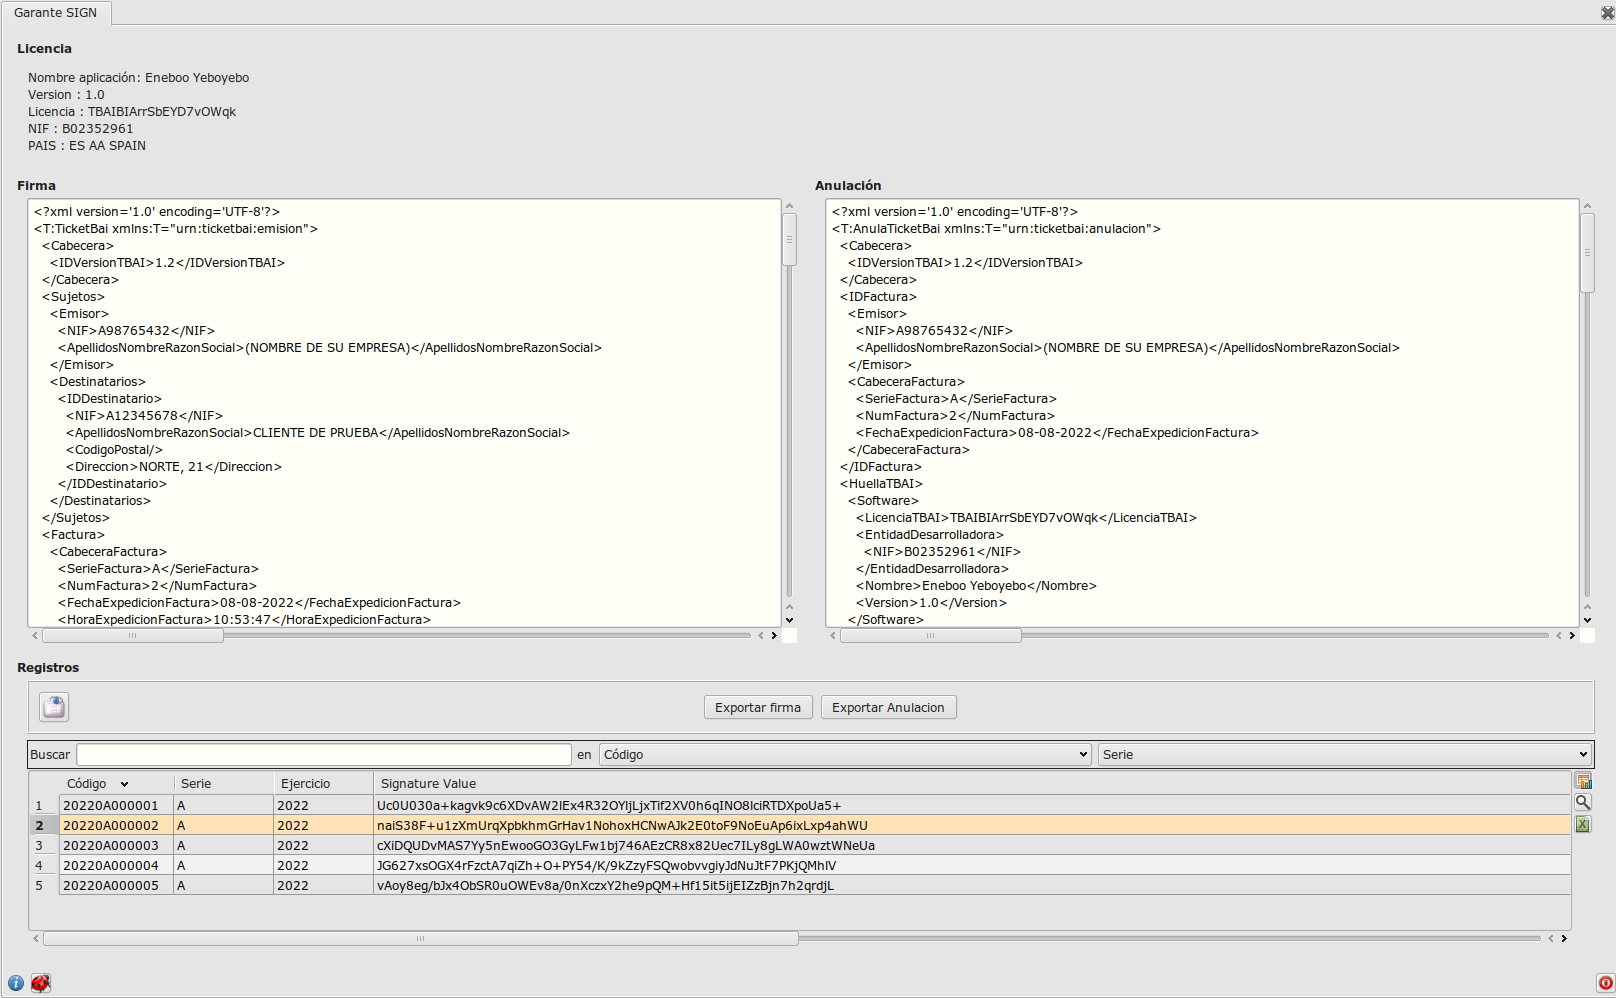 Garante SIGN
Licencia
Nombre aplicación: Eneboo Yeboyebo
Version : 1.0
Licencia : TBAIBIArrSbEYD7vOWqk
NIF : B02352961
PAIS : ES AA SPAIN
Firma
<?xml version='1.0' encoding='UTF-8'?>
<T:TicketBai xmlns:T="urn:ticketbai:emision">
<Cabecera>
<IDVersionTBAI>1.2</IDVersionTBAI>
</Cabecera>
<Sujetos>
<Emisor>
<NIF>A98765432</NIF>
<ApellidosNombreRazonSocial>(NOMBRE DE SU EMPRESA)</ApellidosNombreRazonSocial>
</Emisor>
<Destinatarios>
<IDDestinatario>
<NIF>A12345678</NIF>
<ApellidosNombreRazonSocial>CLIENTE DE PRUEBA</ApellidosNombreRazonSocial>
<CodigoPostal/>
<Direccion>NORTE, 21</Direccion>
</IDDestinatario>
</Destinatarios>
</Sujetos>
<Factura>
<CabeceraFactura>
<SerieFactura>A</SerieFactura>
<NumFactura>2</NumFactura>
<FechaExpedicionFactura>08-08-2022</FechaExpedicionFactura>
<HoraExpedicionFactura>10:53:47</HoraExpedicionFactura>
Anulación
<?xml version='1.0' encoding='UTF-8'?>
<T:AnulaTicketBai xmlns:T="urn:ticketbai:anulacion">
<Cabecera>
<IDVersionTBAI>1.2</IDVersionTBAI>
</Cabecera>
<IDFactura>
<Emisor>
<NIF>A98765432</NIF>
<ApellidosNombreRazonSocial>(NOMBRE DE SU EMPRESA)</ApellidosNombreRazonSocial>
</Emisor>
<CabeceraFactura>
<SerieFactura>A</SerieFactura>
<NumFactura>2</NumFactura>
<FechaExpedicionFactura>08-08-2022</FechaExpedicionFactura>
</CabeceraFactura>
</IDFactura>
<HuellaTBAI>
<Software>
<LicenciaTBAI>TBAIBIArrSbEYD7vOWqk</LicenciaTBAI>
<EntidadDesarrolladora>
<NIF>B02352961</NIF>
</EntidadDesarrolladora>
<Nombre>Eneboo Yeboyebo</Nombre>
<Version>1.0</Version>
</Software>
Registros
Exportar firma Exportar Anulacion
Buscar en Código Serie
Código Serie Ejercicio Signature Value
1 20220A000001 A 2022 Uc0U030a+kagvk9c6XDvAW2IEx4R32OYljLjxTif2XV0h6qINO8lciRTDXpoUa5+
2 20220A000002 A 2022 naiS38F+u1zXmUrqXpbkhmGrHav1NohoxHCNwAJk2E0toF9NoEuAp6ixLxp4ahWU
3 20220A000003 A 2022 cXiDQUDvMAS7Yy5nEwooGO3GyLFw1bj746AEzCR8x82Uec7ILy8gLWA0wztWNeUa
4 20220A000004 A 2022 JG627xsOGX4rFzctA7qiZh+O+PY54/K/9kZzyFSQwobvvgiyJdNuJtF7PKjQMhlV
5 20220A000005 A 2022 vAoy8eg/bJx4ObSR0uOWEv8a/0nXczxY2he9pQM+Hf15it5ijEIZzBjn7h2qrdjL